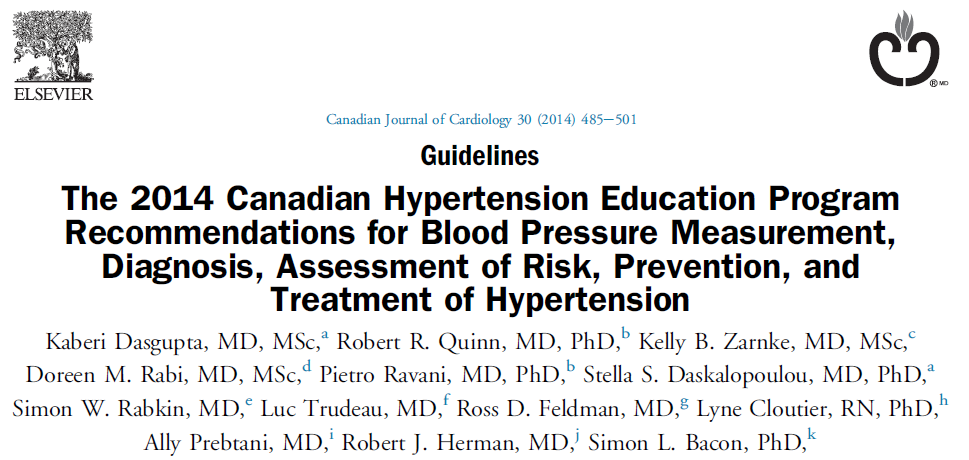 ELSEVIER
® MD
Canadian Journal of Cardiology 30 (2014) 485–501
Guidelines
The 2014 Canadian Hypertension Education Program
Recommendations for Blood Pressure Measurement,
Diagnosis, Assessment of Risk, Prevention, and
Treatment of Hypertension
Kaberi Dasgupta, MD, MSc,a Robert R. Quinn, MD, PhD,b Kelly B. Zarnke, MD, MSc,c
Doreen M. Rabi, MD, MSc,d Pietro Ravani, MD, PhD,b Stella S. Daskalopoulou, MD, PhD,a
Simon W. Rabkin, MD,e Luc Trudeau, MD,f Ross D. Feldman, MD,g Lyne Cloutier, RN, PhD,h
Ally Prebtani, MD,i Robert J. Herman, MD,j Simon L. Bacon, PhD,k